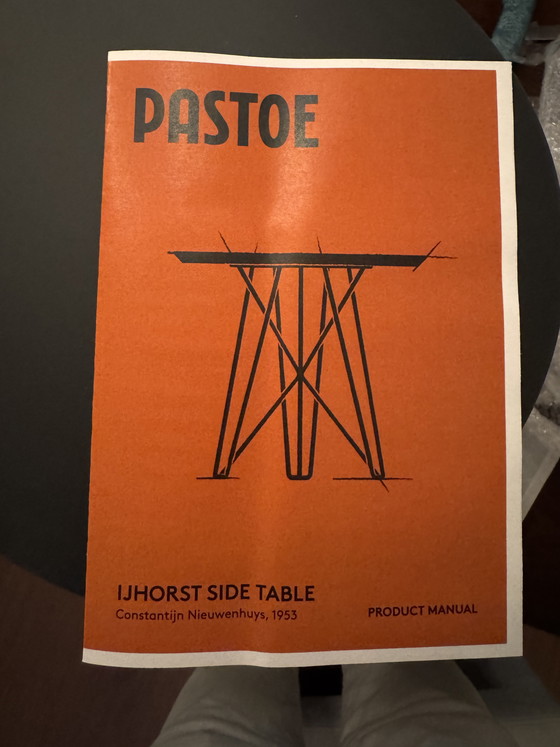 PASTOE
IJHORST SIDE TABLE
Constantijn Nieuwenhuys, 1953
PRODUCT MANUAL